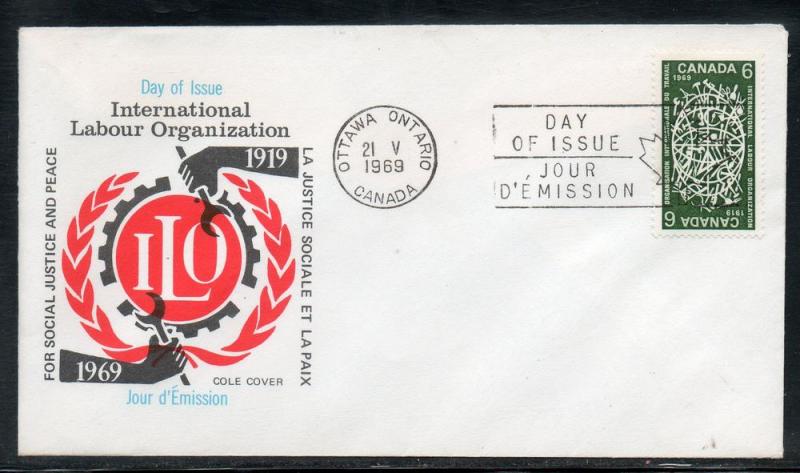 Day of Issue
International
Labour Organization
1919
FOR SOCIAL JUSTICE AND PEACE
LA JUSTICE SOCIALE ET LA PAIX
ILO
1969
COLE COVER
Jour d'Émission
OTTAWA ONTARIO
21 V
1969
CANADA
DAY
OF ISSUE
JOUR
D'ÉMISSION
CANADA 6
1969
ORGANISATION INTERNATIONALE DU TRAVAIL
INTERNATIONAL LABOUR ORGANIZATION
1919
CANADA 6